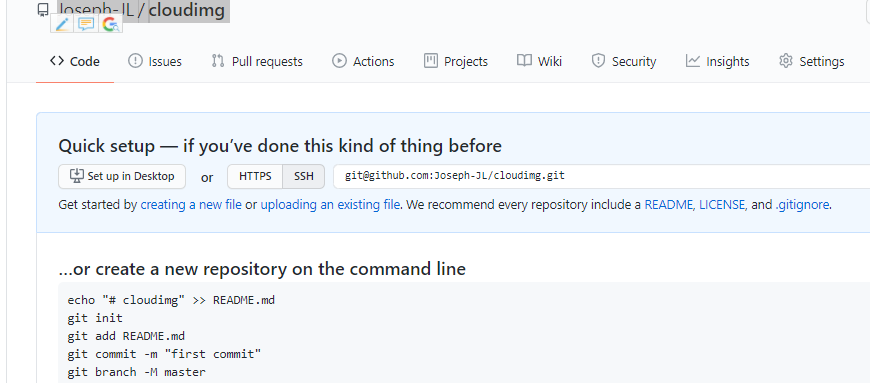 Joseph-JL / cloudimg
Code Issues Pull requests Actions Projects Wiki Security Insights Settings
Quick setup — if you’ve done this kind of thing before
Set up in Desktop or HTTPS SSH git@github.com:Joseph-JL/cloudimg.git
Get started by creating a new file or uploading an existing file. We recommend every repository include a README, LICENSE, and .gitignore.
...or create a new repository on the command line
echo "# cloudimg" >> README.md
git init
git add README.md
git commit -m "first commit"
git branch -M master